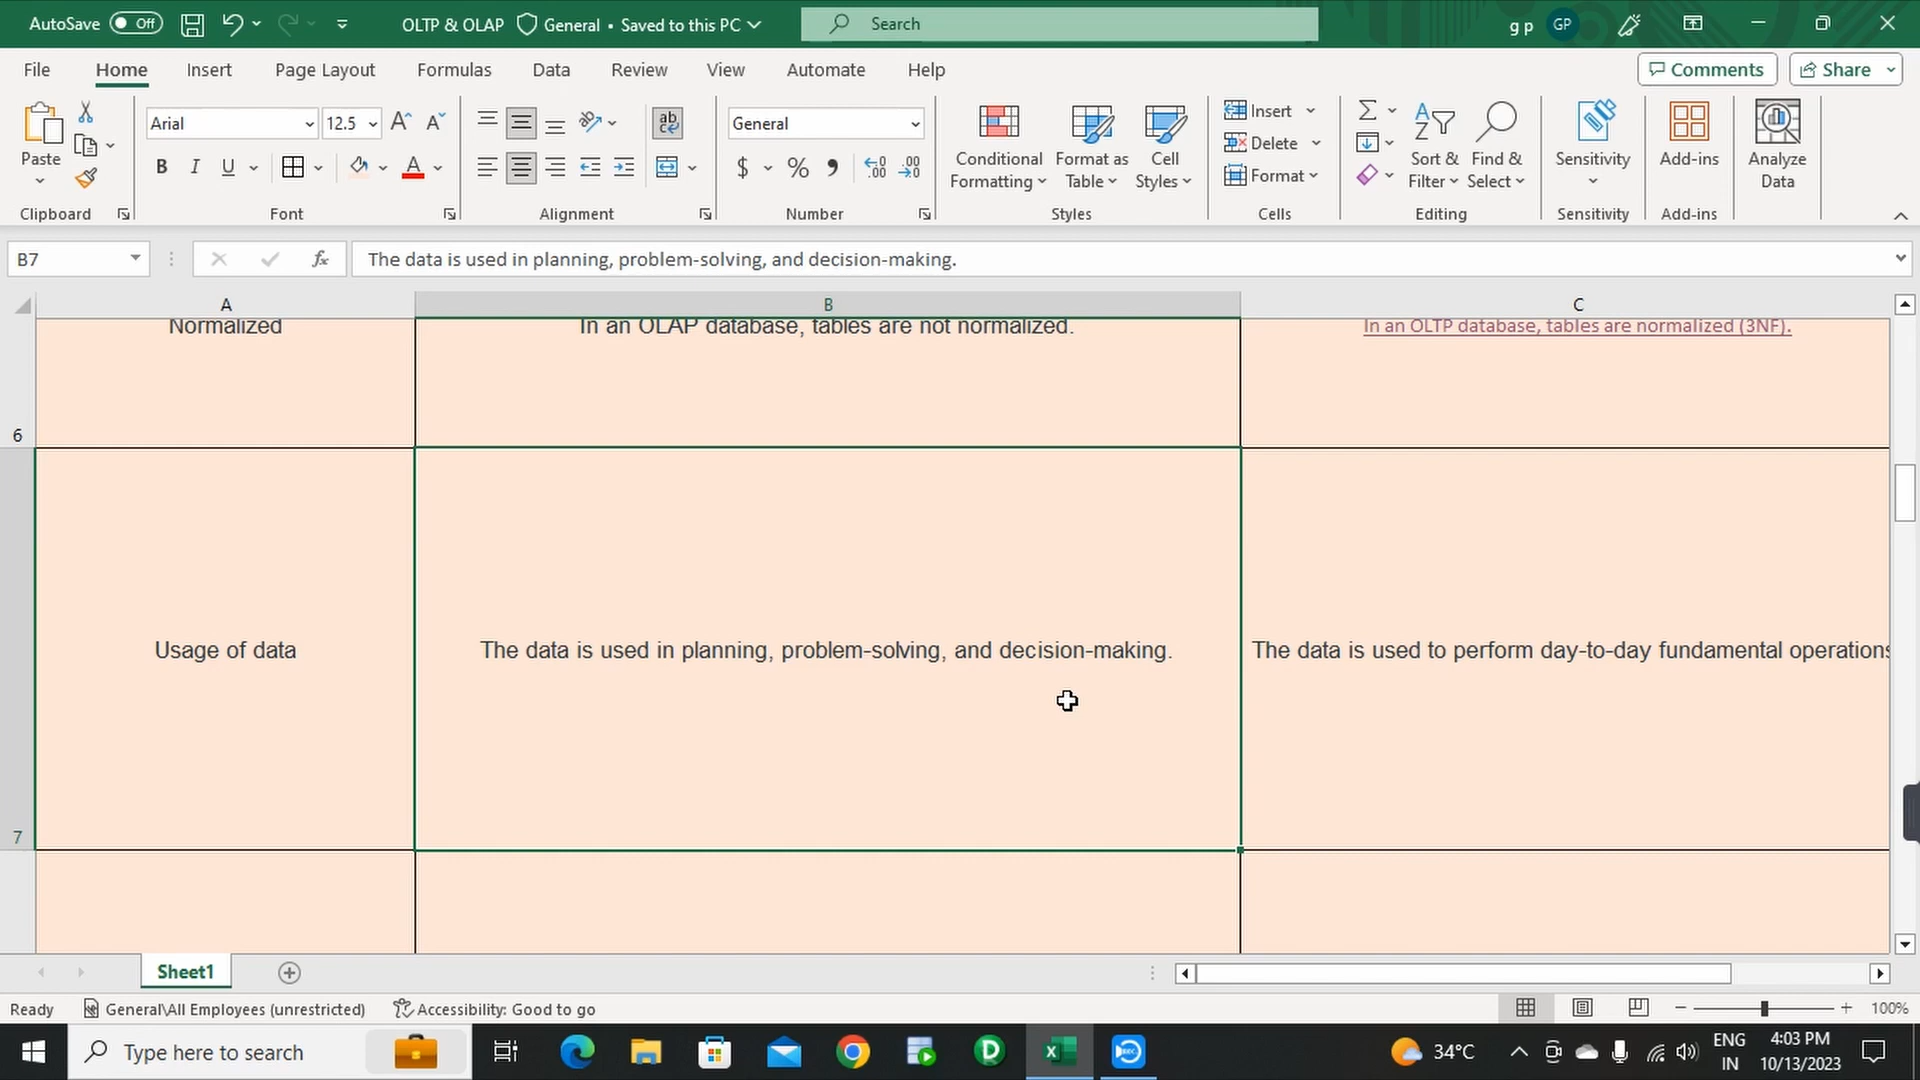 AutoSave Off OLTP & OLAP General • Saved to this PC Search g p GP
File Home Insert Page Layout Formulas Data Review View Automate Help Comments Share
Paste Arial 12.5 General Conditional Formatting Format as Table Cell Styles Insert Delete Format Sort & Filter Find & Select Sensitivity Add-ins Analyze Data
Clipboard Font Alignment Number Styles Cells Editing Sensitivity Add-ins
B7 fx The data is used in planning, problem-solving, and decision-making.
A B C
Normalized In an OLAP database, tables are not normalized. In an OLTP database, tables are normalized (3NF).
6
Usage of data The data is used in planning, problem-solving, and decision-making. The data is used to perform day-to-day fundamental operations
7
Sheet1
Ready General\All Employees (unrestricted) Accessibility: Good to go 100%
Type here to search 34°C ENG IN 4:03 PM 10/13/2023